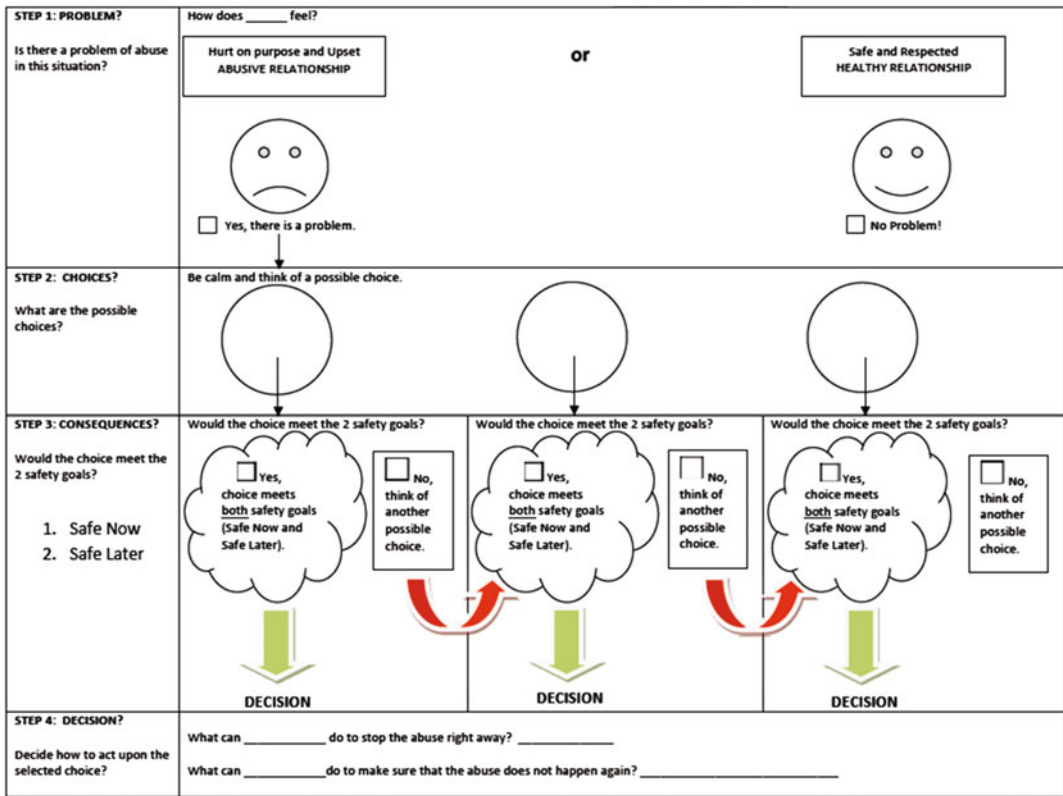 STEP 1: PROBLEM?
Is there a problem of abuse
in this situation?
How does ______ feel?
Hurt on purpose and Upset
ABUSIVE RELATIONSHIP
or
Safe and Respected
HEALTHY RELATIONSHIP
Yes, there is a problem.
No Problem!
STEP 2: CHOICES?
What are the possible
choices?
Be calm and think of a possible choice.
STEP 3: CONSEQUENCES?
Would the choice meet the
2 safety goals?
1. Safe Now
2. Safe Later
Would the choice meet the 2 safety goals?
Yes,
choice meets
both safety goals
(Safe Now and
Safe Later).
No,
think of
another
possible
choice.
DECISION
Would the choice meet the 2 safety goals?
Yes,
choice meets
both safety goals
(Safe Now and
Safe Later).
No,
think of
another
possible
choice.
DECISION
Would the choice meet the 2 safety goals?
Yes,
choice meets
both safety goals
(Safe Now and
Safe Later).
No,
think of
another
possible
choice.
DECISION
STEP 4: DECISION?
Decide how to act upon the
selected choice?
What can ____________ do to stop the abuse right away? ______________
What can ____________do to make sure that the abuse does not happen again? _____________________________